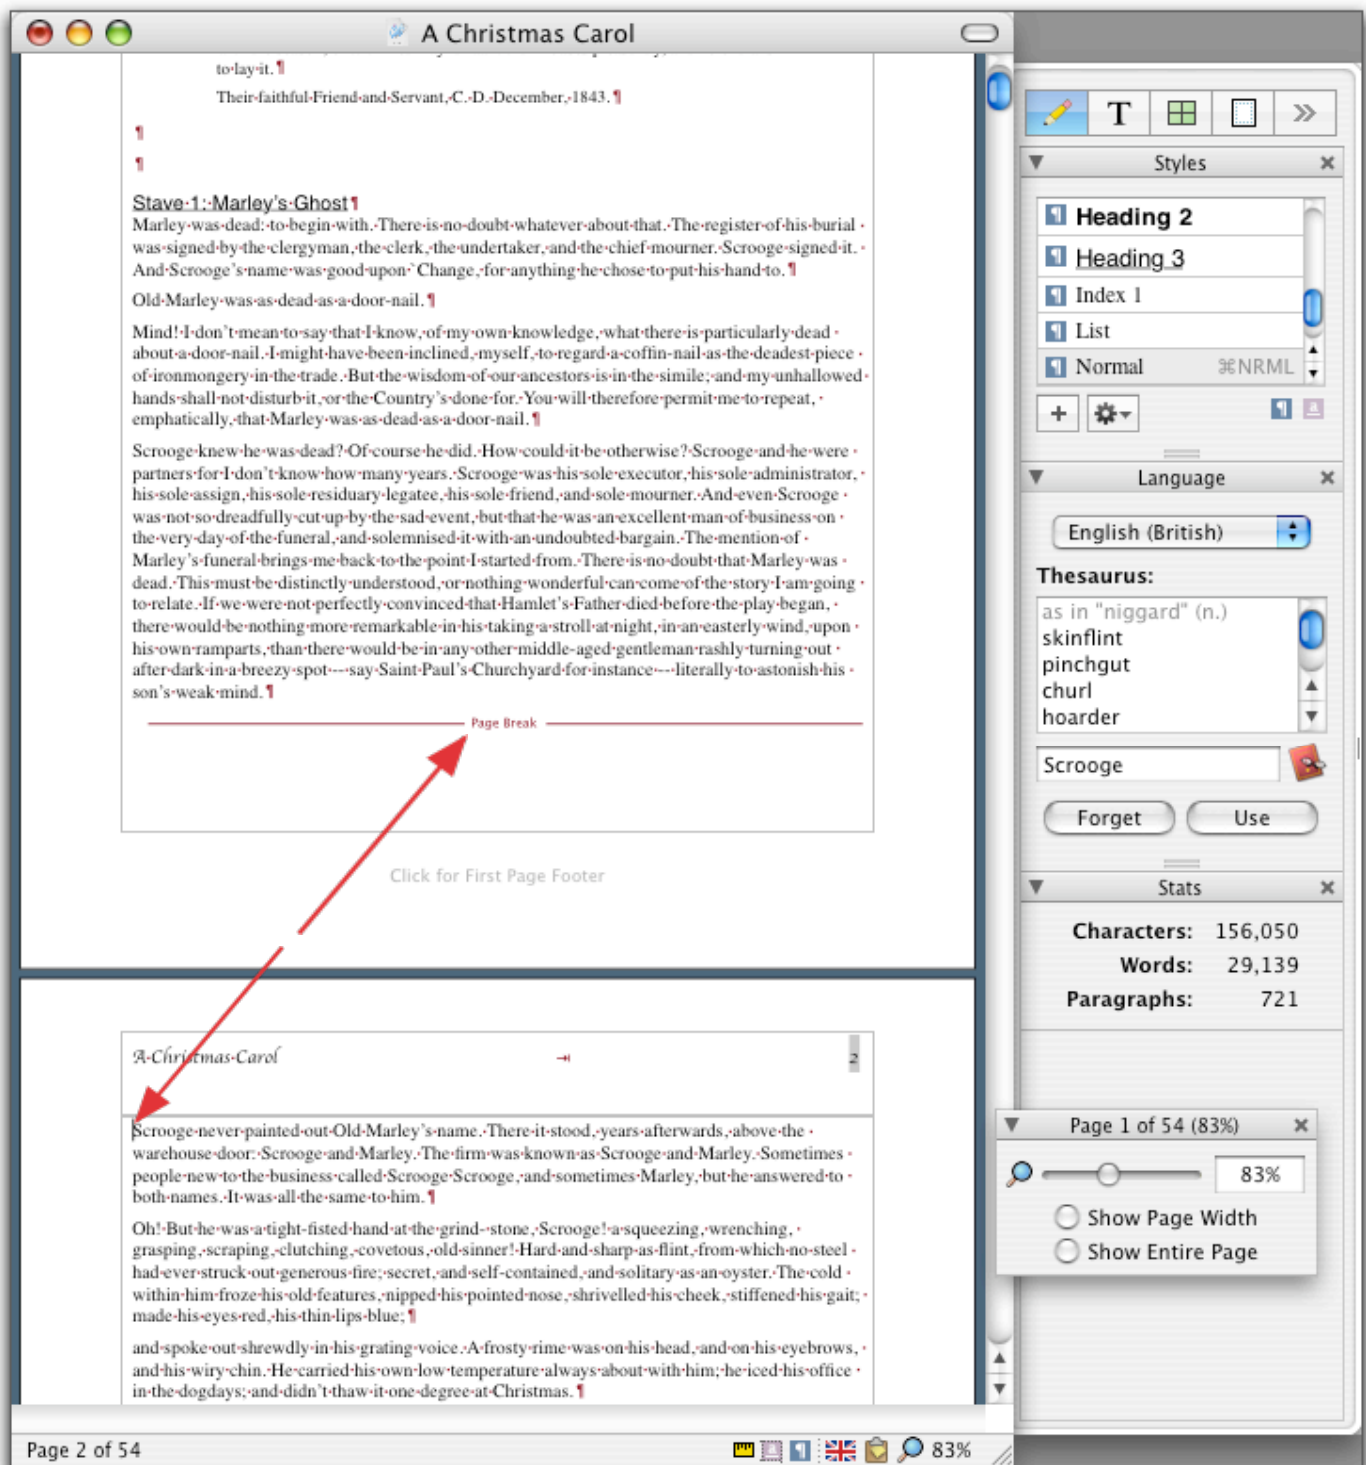 A Christmas Carol
to lay it. ¶
Their faithful Friend and Servant, C. D. December, 1843. ¶
¶
¶
Stave 1: Marley's Ghost¶
Marley was dead: to begin with. There is no doubt whatever about that. The register of his burial
was signed by the clergyman, the clerk, the undertaker, and the chief mourner. Scrooge signed it.
And Scrooge's name was good upon `Change, for anything he chose to put his hand to. ¶
Old Marley was as dead as a door-nail. ¶
Mind! I don't mean to say that I know, of my own knowledge, what there is particularly dead
about a door-nail. I might have been inclined, myself, to regard a coffin-nail as the deadest piece
of ironmongery in the trade. But the wisdom of our ancestors is in the simile; and my unhallowed
hands shall not disturb it, or the Country's done for. You will therefore permit me to repeat,
emphatically, that Marley was as dead as a door-nail. ¶
Scrooge knew he was dead? Of course he did. How could it be otherwise? Scrooge and he were
partners for I don't know how many years. Scrooge was his sole executor, his sole administrator,
his sole assign, his sole residuary legatee, his sole friend, and sole mourner. And even Scrooge
was not so dreadfully cut up by the sad event, but that he was an excellent man of business on
the very day of the funeral, and solemnised it with an undoubted bargain. The mention of
Marley's funeral brings me back to the point I started from. There is no doubt that Marley was
dead. This must be distinctly understood, or nothing wonderful can come of the story I am going
to relate. If we were not perfectly convinced that Hamlet's Father died before the play began,
there would be nothing more remarkable in his taking a stroll at night, in an easterly wind, upon
his own ramparts, than there would be in any other middle-aged gentleman rashly turning out
after dark in a breezy spot---say Saint Paul's Churchyard for instance---literally to astonish his
son's weak mind. ¶
Page Break
Click for First Page Footer
A Christmas Carol
2
Scrooge never painted out Old Marley's name. There it stood, years afterwards, above the
warehouse door: Scrooge and Marley. The firm was known as Scrooge and Marley. Sometimes
people new to the business called Scrooge Scrooge, and sometimes Marley, but he answered to
both names. It was all the same to him. ¶
Oh! But he was a tight-fisted hand at the grind-stone, Scrooge! a squeezing, wrenching,
grasping, scraping, clutching, covetous, old sinner! Hard and sharp as flint, from which no steel
had ever struck out generous fire; secret, and self-contained, and solitary as an oyster. The cold
within him froze his old features, nipped his pointed nose, shrivelled his cheek, stiffened his gait;
made his eyes red, his thin lips blue; ¶
and spoke out shrewdly in his grating voice. A frosty rime was on his head, and on his eyebrows,
and his wiry chin. He carried his own low temperature always about with him; he iced his office
in the dogdays; and didn't thaw it one degree at Christmas. ¶
Page 2 of 54
83%
T
Styles
¶ Heading 2
¶ Heading 3
¶ Index 1
¶ List
¶ Normal ⌘NRML
¶ a
Language
English (British)
Thesaurus:
as in "niggard" (n.)
skinflint
pinchgut
churl
hoarder
Scrooge
Forget
Use
Stats
Characters: 156,050
Words: 29,139
Paragraphs: 721
Page 1 of 54 (83%)
83%
Show Page Width
Show Entire Page